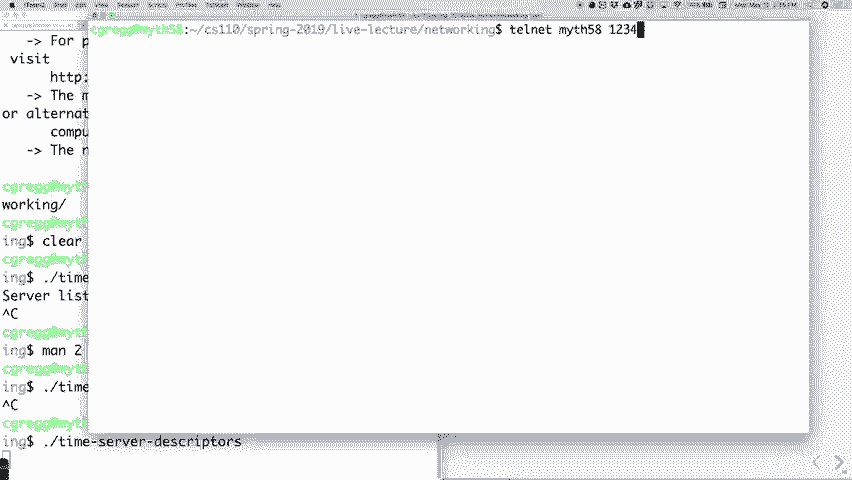 cgregg@myth58:~/cs110/spring-2019/live-lecture/networking$ telnet myth58 1234
-> For p
visit
http:
-> The m
or alternat
compu
-> The n
cgregg@myth
working/
cgregg@myth
ing$ clear
cgregg@myth
ing$ ./time
Server list
^C
cgregg@myth
ing$ man 2
cgregg@myth
ing$ ./time
^C
cgregg@myth
ing$ ./time-server-descriptors